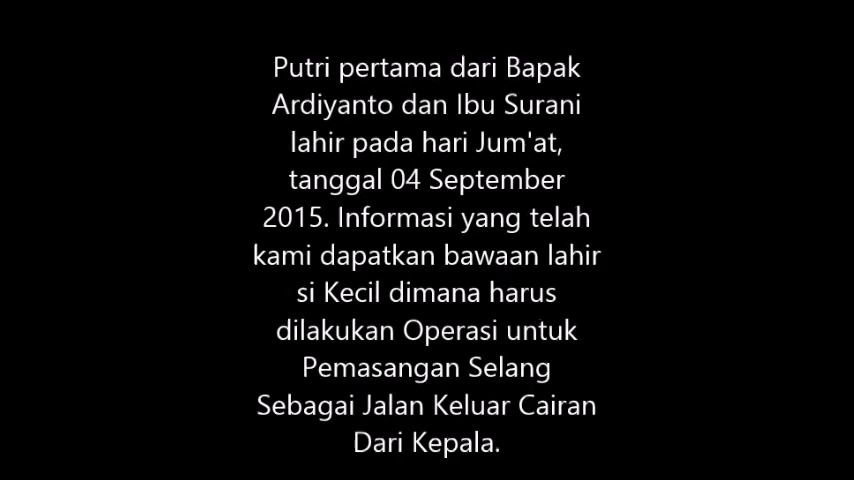 Putri pertama dari Bapak
Ardiyanto dan Ibu Surani
lahir pada hari Jum'at,
tanggal 04 September
2015. Informasi yang telah
kami dapatkan bawaan lahir
si Kecil dimana harus
dilakukan Operasi untuk
Pemasangan Selang
Sebagai Jalan Keluar Cairan
Dari Kepala.